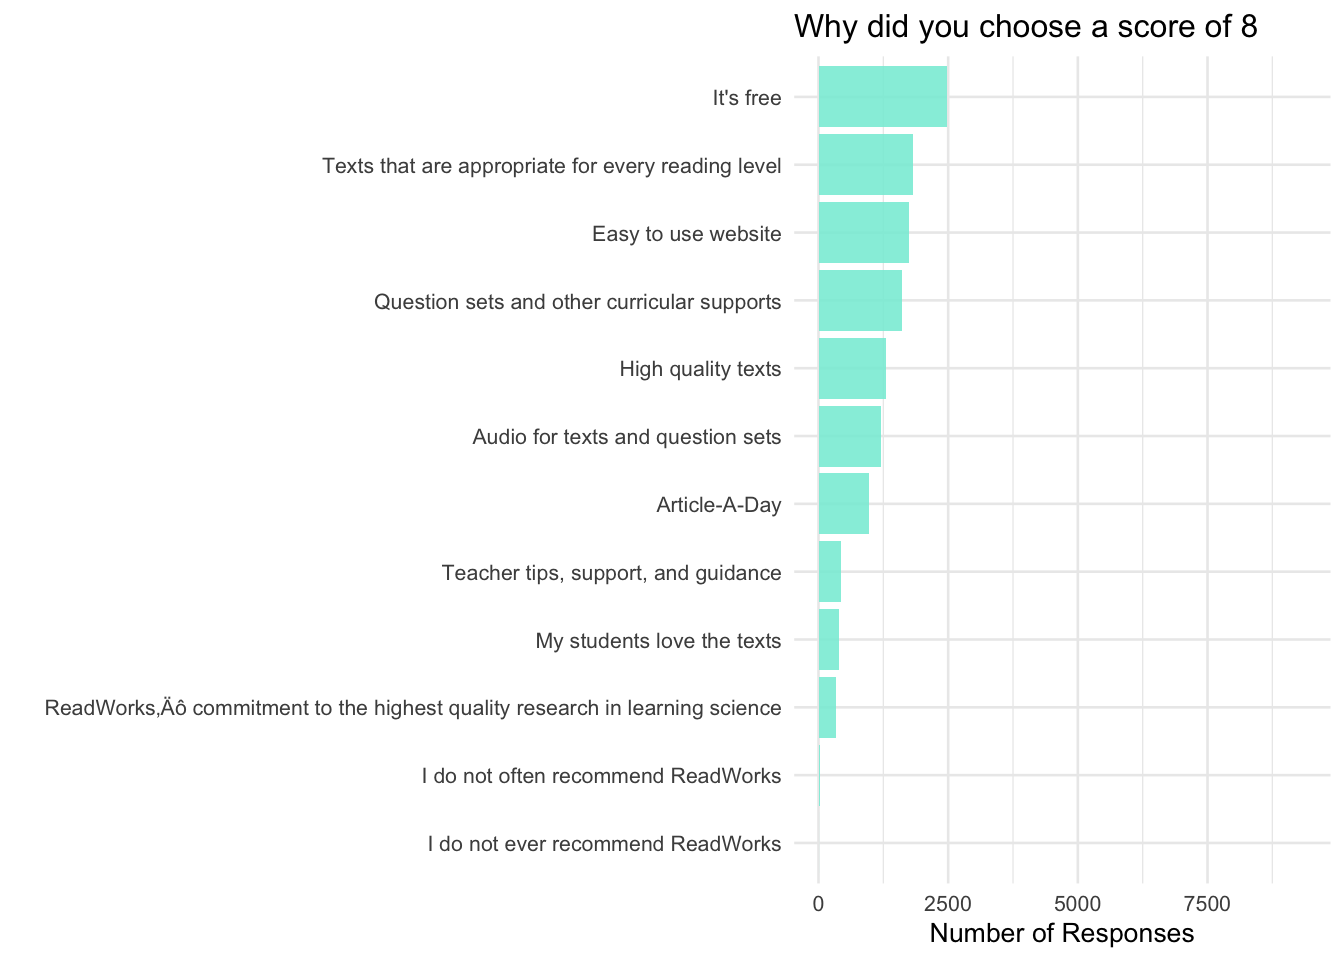 Why did you choose a score of 8
It's free
Texts that are appropriate for every reading level
Easy to use website
Question sets and other curricular supports
High quality texts
Audio for texts and question sets
Article-A-Day
Teacher tips, support, and guidance
My students love the texts
ReadWorks‚Äô commitment to the highest quality research in learning science
I do not often recommend ReadWorks
I do not ever recommend ReadWorks
0 2500 5000 7500
Number of Responses